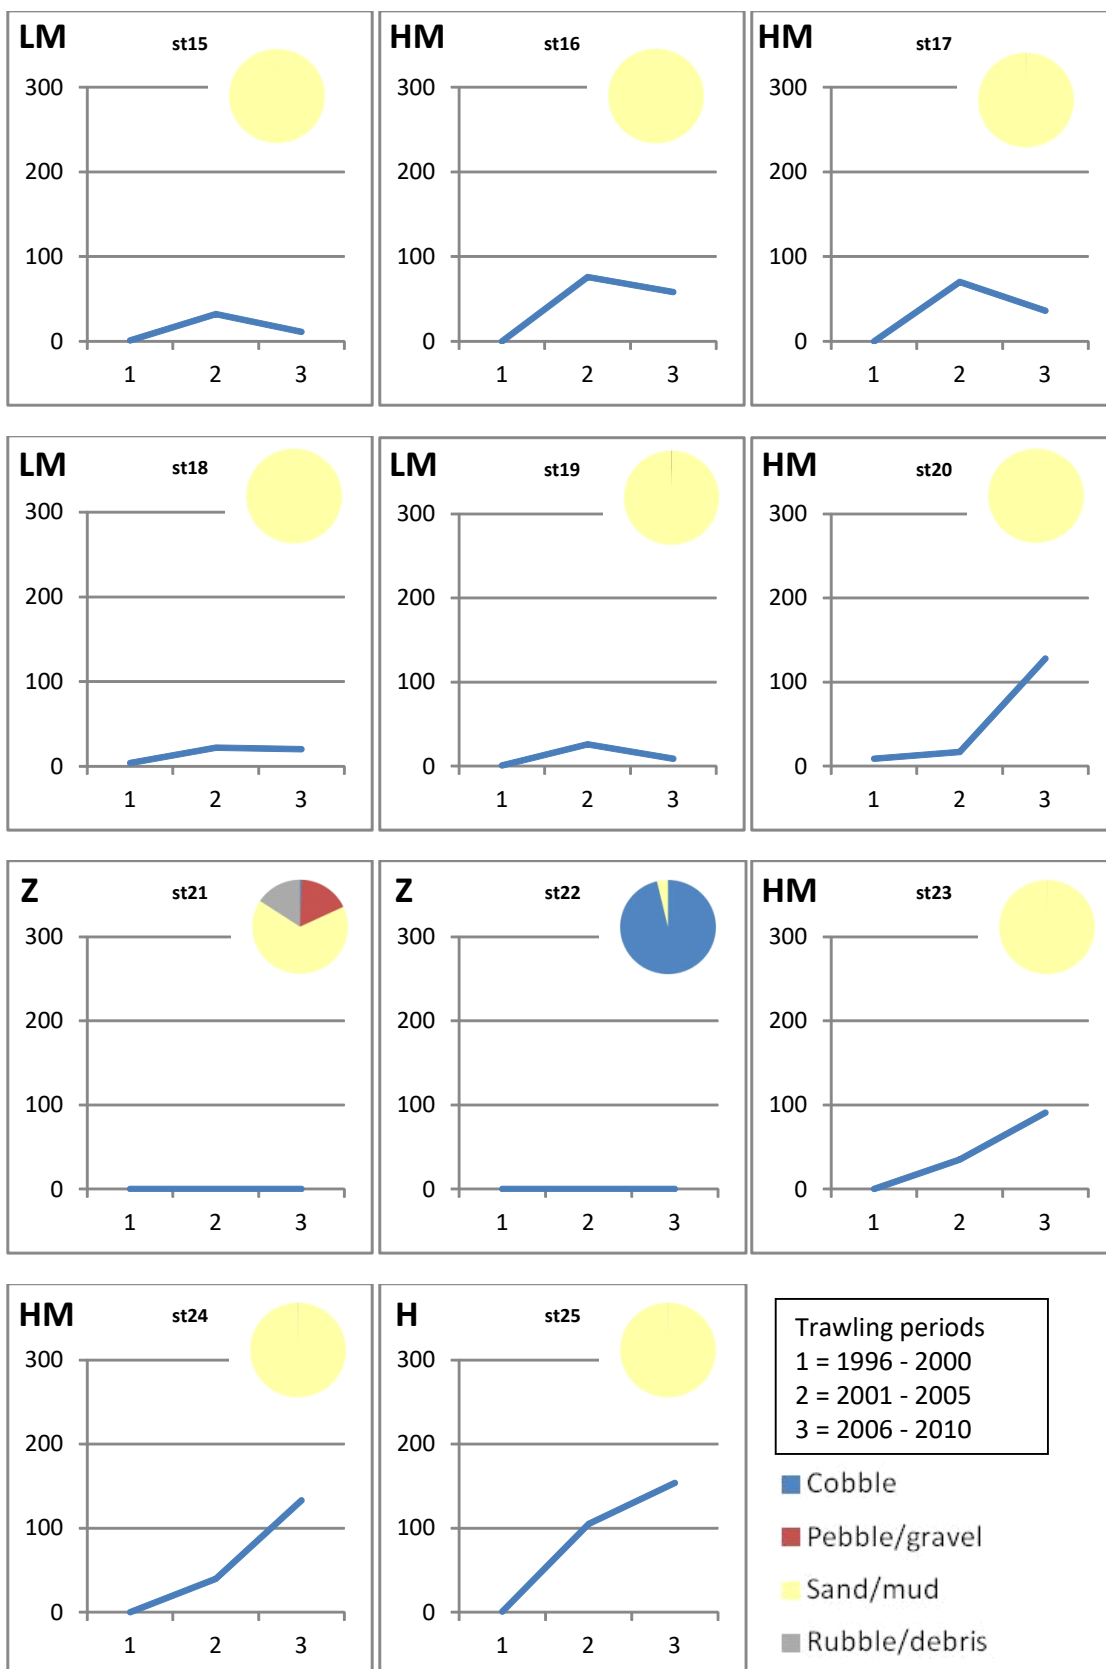 LM st15
300
200
100
0
1 2 3
HM st16
300
200
100
0
1 2 3
HM st17
300
200
100
0
1 2 3
LM st18
300
200
100
0
1 2 3
LM st19
300
200
100
0
1 2 3
HM st20
300
200
100
0
1 2 3
Z st21
300
200
100
0
1 2 3
Z st22
300
200
100
0
1 2 3
HM st23
300
200
100
0
1 2 3
HM st24
300
200
100
0
1 2 3
H st25
300
200
100
0
1 2 3
Trawling periods
1 = 1996 - 2000
2 = 2001 - 2005
3 = 2006 - 2010
Cobble
Pebble/gravel
Sand/mud
Rubble/debris